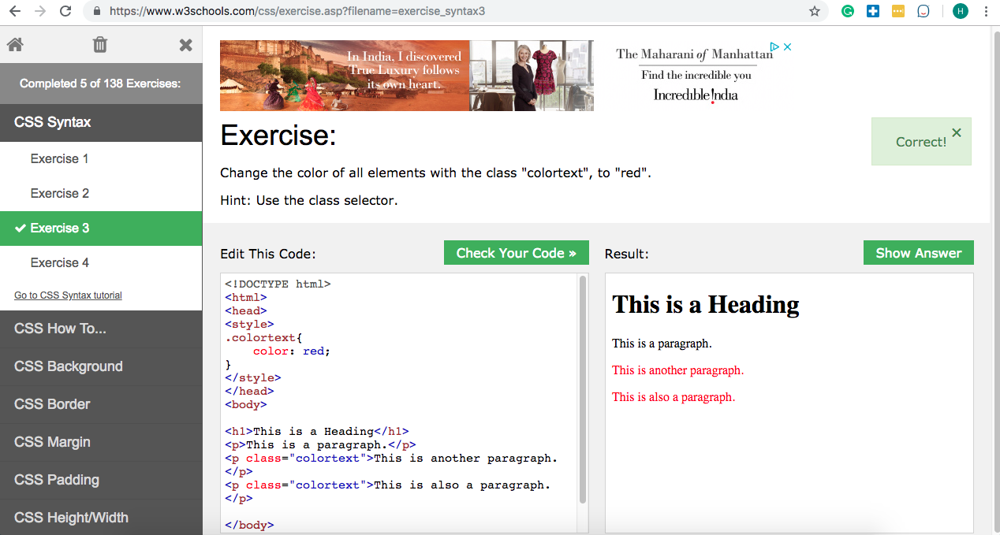 https://www.w3schools.com/css/exercise.asp?filename=exercise_syntax3
H
Completed 5 of 138 Exercises:
CSS Syntax
Exercise 1
Exercise 2
Exercise 3
Exercise 4
Go to CSS Syntax tutorial
CSS How To...
CSS Background
CSS Border
CSS Margin
CSS Padding
CSS Height/Width
In India, I discovered
True Luxury follows
its own heart.
The Maharani of Manhattan
Find the incredible you
Incredible !ndia
Exercise:
Correct!
Change the color of all elements with the class "colortext", to "red".
Hint: Use the class selector.
Edit This Code:
Check Your Code »
<!DOCTYPE html>
<html>
<head>
<style>
.colortext{
    color: red;
}
</style>
</head>
<body>
<h1>This is a Heading</h1>
<p>This is a paragraph.</p>
<p class="colortext">This is another paragraph.
</p>
<p class="colortext">This is also a paragraph.
</p>
</body>
Result:
Show Answer
This is a Heading
This is a paragraph.
This is another paragraph.
This is also a paragraph.